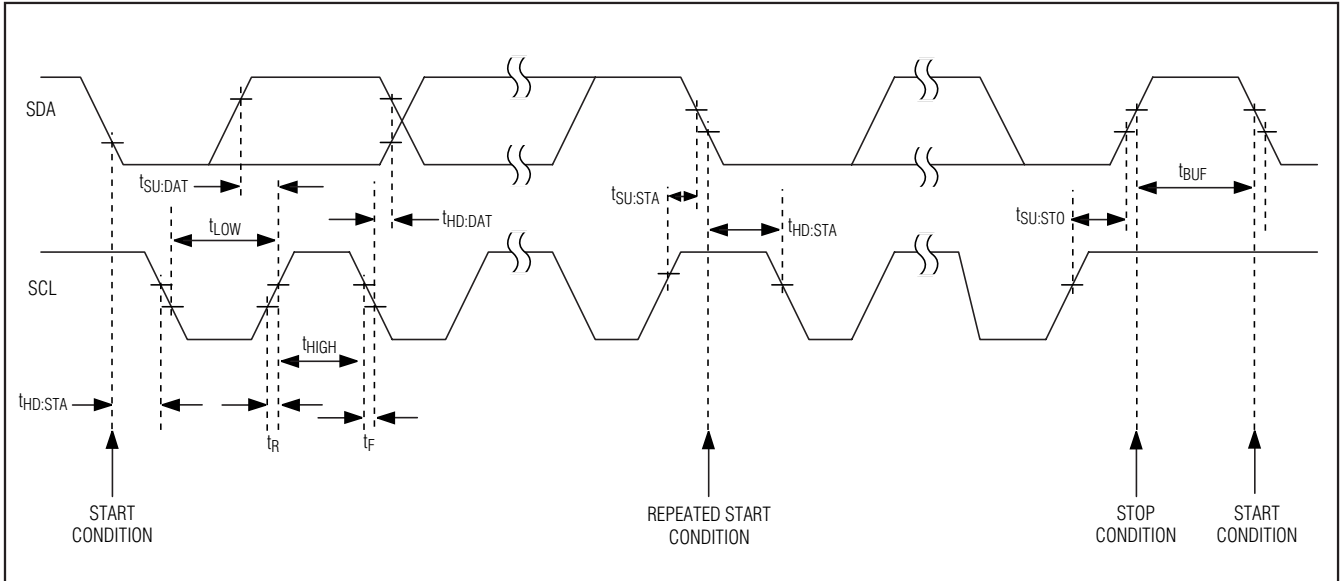 SDA
tSU:DAT
tLOW
tHD:DAT
tSU:STA
tHD:STA
tSU:STO
tBUF
SCL
tHIGH
tHD:STA
tR
tF
START
CONDITION
REPEATED START
CONDITION
STOP
CONDITION
START
CONDITION